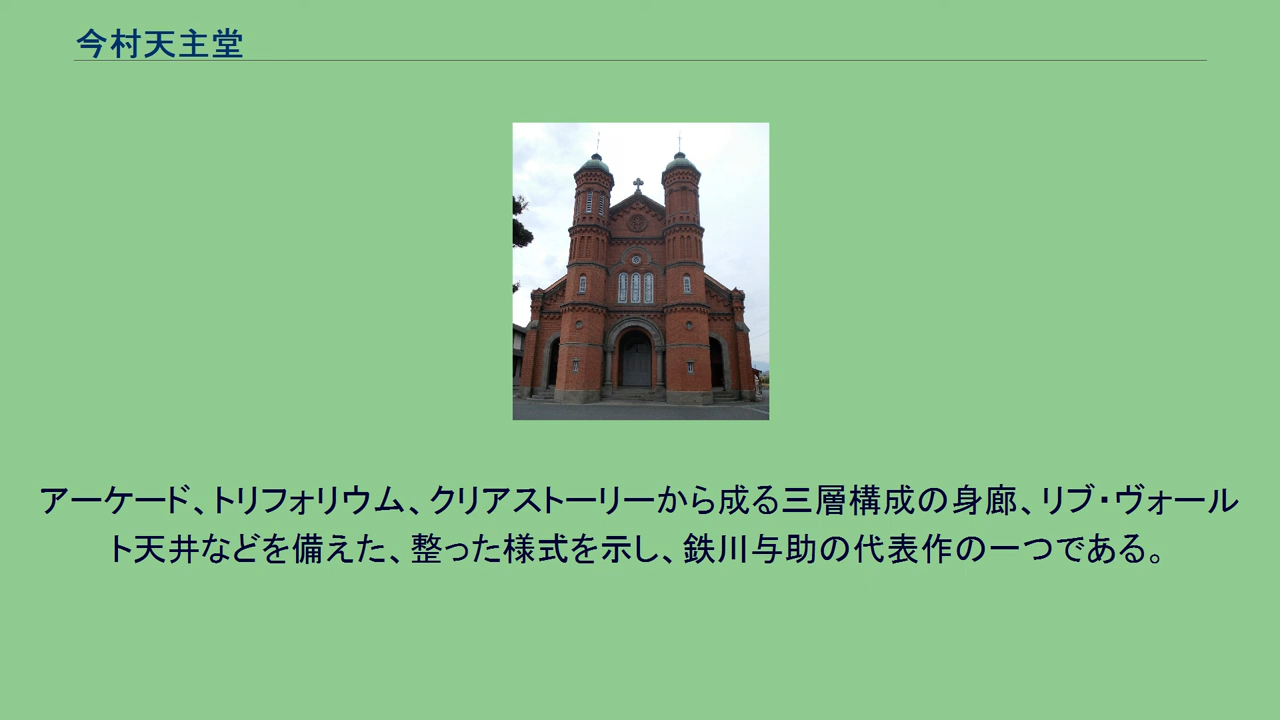 今村天主堂
アーケード、トリフォリウム、クリアストーリーから成る三層構成の身廊、リブ・ヴォール
ト天井などを備えた、整った様式を示し、鉄川与助の代表作の一つである。